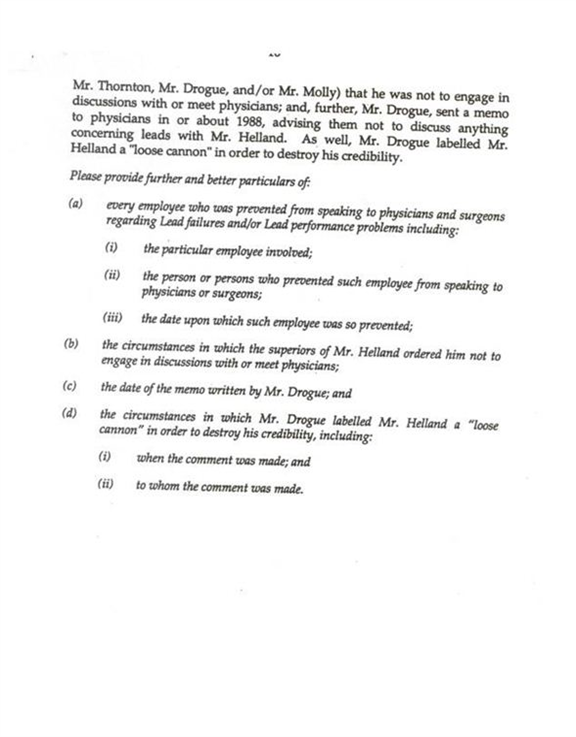 Mr. Thornton, Mr. Drogue, and/or Mr. Molly) that he was not to engage in
discussions with or meet physicians; and, further, Mr. Drogue, sent a memo
to physicians in or about 1988, advising them not to discuss anything
concerning leads with Mr. Helland. As well, Mr. Drogue labelled Mr.
Helland a "loose cannon" in order to destroy his credibility.
Please provide further and better particulars of:
(a) every employee who was prevented from speaking to physicians and surgeons
regarding Lead failures and/or Lead performance problems including:
(i) the particular employee involved;
(ii) the person or persons who prevented such employee from speaking to
physicians or surgeons;
(iii) the date upon which such employee was so prevented;
(b) the circumstances in which the superiors of Mr. Helland ordered him not to
engage in discussions with or meet physicians;
(c) the date of the memo written by Mr. Drogue; and
(d) the circumstances in which Mr. Drogue labelled Mr. Helland a "loose
cannon" in order to destroy his credibility, including:
(i) when the comment was made; and
(ii) to whom the comment was made.